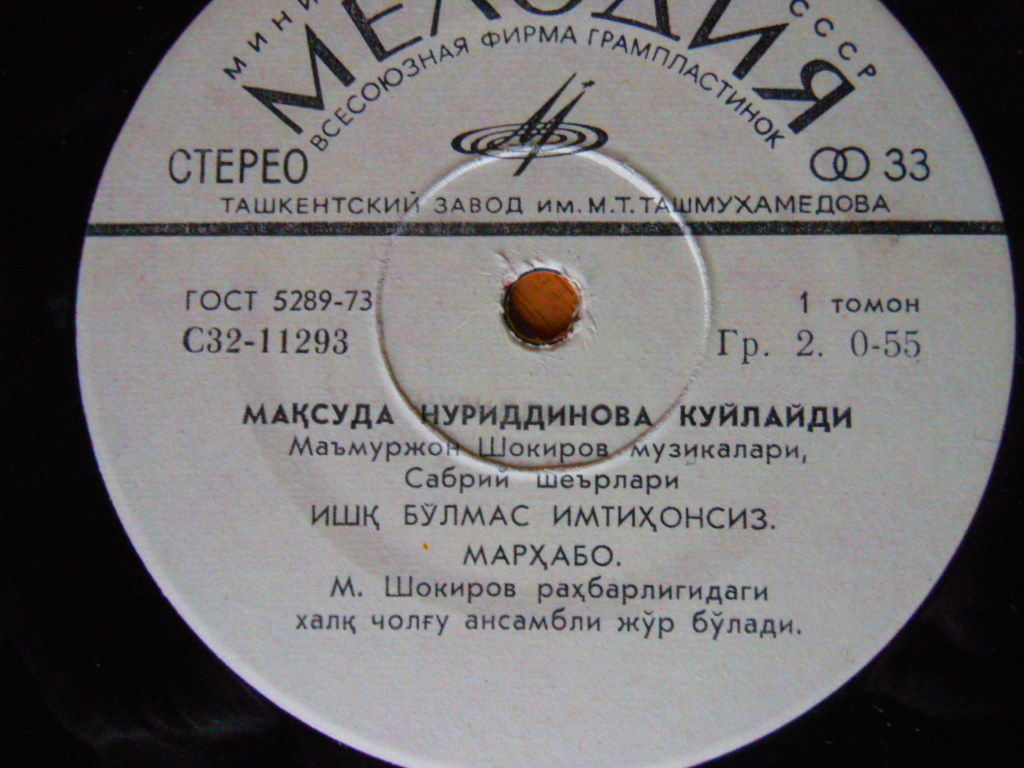 СССР
МЕЛОДИЯ
ВСЕСОЮЗНАЯ ФИРМА ГРАМПЛАСТИНОК
СТЕРЕО 33
ТАШКЕНТСКИЙ ЗАВОД ИМ. М.Т. ТАШМУХАМЕДОВА
ГОСТ 5289-73 1 томон
С32-11293 Гр. 2. 0-55
МАҚСУДА НУРИДДИНОВА КУЙЛАЙДИ
Маъмуржон Шокиров музикалари,
Сабрий шеърлари
ИШҚ БЎЛМАС ИМТИҲОНСИЗ.
МАРҲАБО.
М. Шокиров раҳбарлигидаги
халқ чолғу ансамбли жўр бўлади.